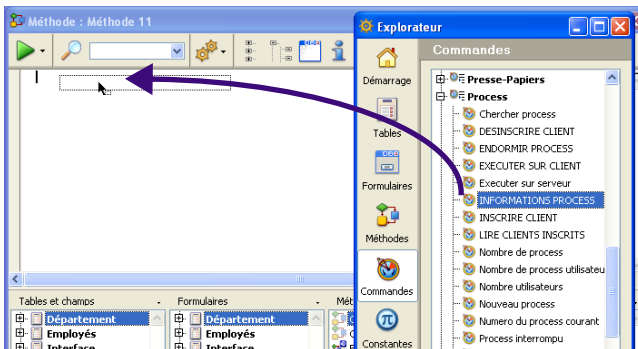 Méthode : Méthode 11
Explorateur
Commandes
Démarrage
Tables
Formulaires
Méthodes
Commandes
Constantes
Presse-Papiers
Process
Chercher process
DESINSCRIRE CLIENT
ENDORMIR PROCESS
EXECUTER SUR CLIENT
Executer sur serveur
INFORMATIONS PROCESS
INSCRIRE CLIENT
LIRE CLIENTS INSCRITS
Nombre de process
Nombre de process utilisateu
Nombre utilisateurs
Nouveau process
Numero du process courant
Process interrompu
Tables et champs
Département
Employés
Interface
Formulaires
Département
Employés
Interface
Mét